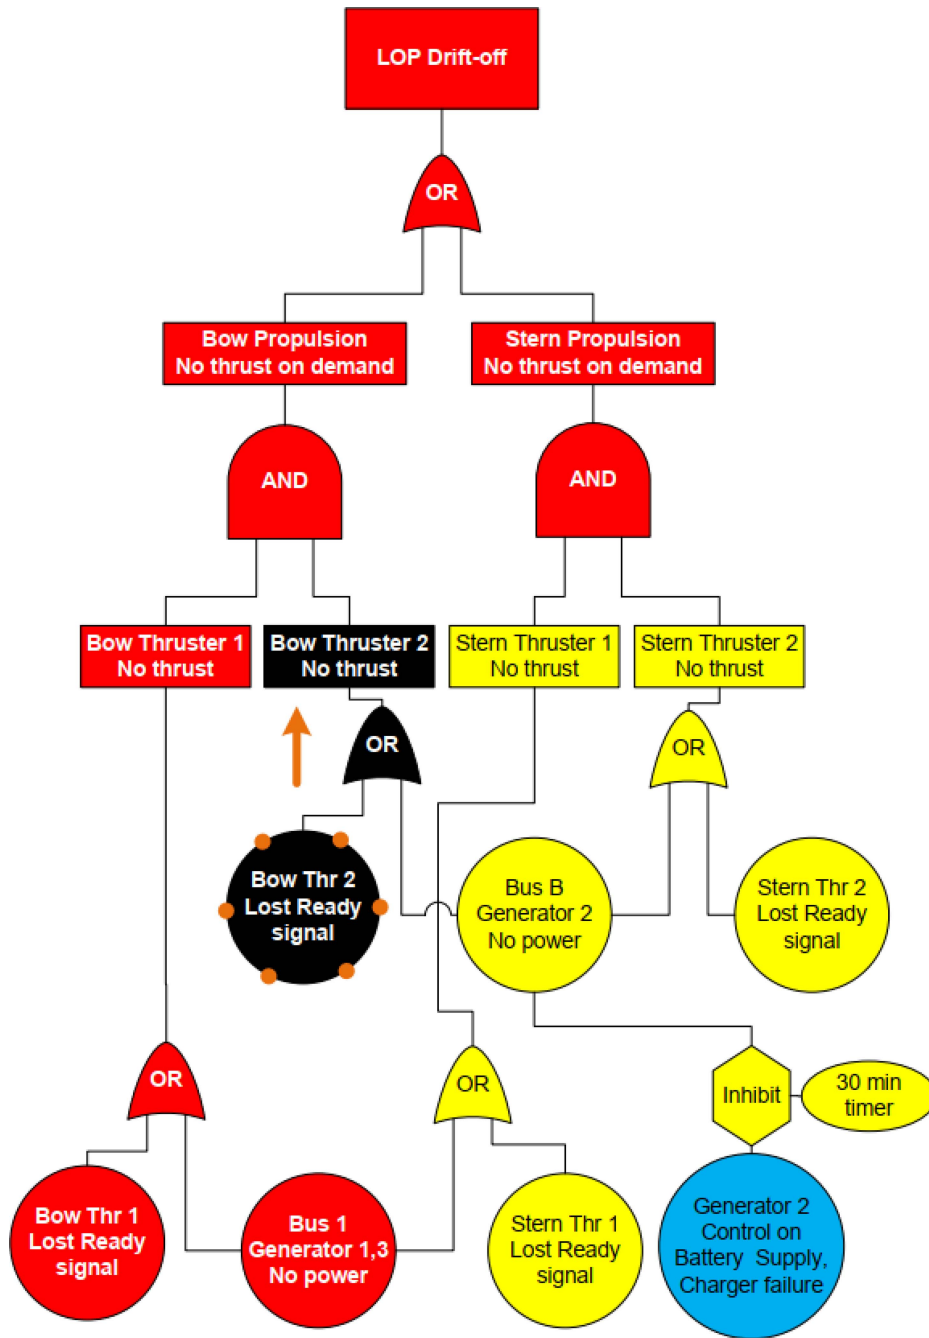 LOP Drift-off
OR
Bow Propulsion
No thrust on demand
Stern Propulsion
No thrust on demand
AND
AND
Bow Thruster 1
No thrust
Bow Thruster 2
No thrust
Stern Thruster 1
No thrust
Stern Thruster 2
No thrust
OR
OR
Bow Thr 2
Lost Ready
signal
Bus B
Generator 2
No power
Stern Thr 2
Lost Ready
signal
OR
OR
Inhibit
30 min
timer
Bow Thr 1
Lost Ready
signal
Bus 1
Generator 1,3
No power
Stern Thr 1
Lost Ready
signal
Generator 2
Control on
Battery Supply,
Charger failure